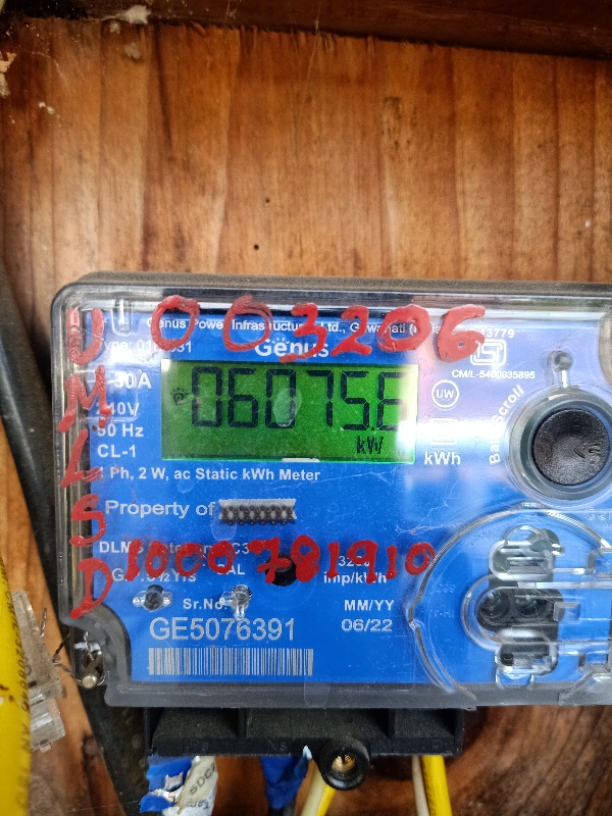 003206
Genus Power Infrastructures Ltd., Guwahati
Genus
CM/L-5400035895
-30A
UW
06075.6
kW
240V
50 Hz
kWh
CL-1
1 Ph, 2 W, ac Static kWh Meter
Property of
1000781910
imp/kWh
Sr.No.
MM/YY
GE5076391
06/22
UMLSD